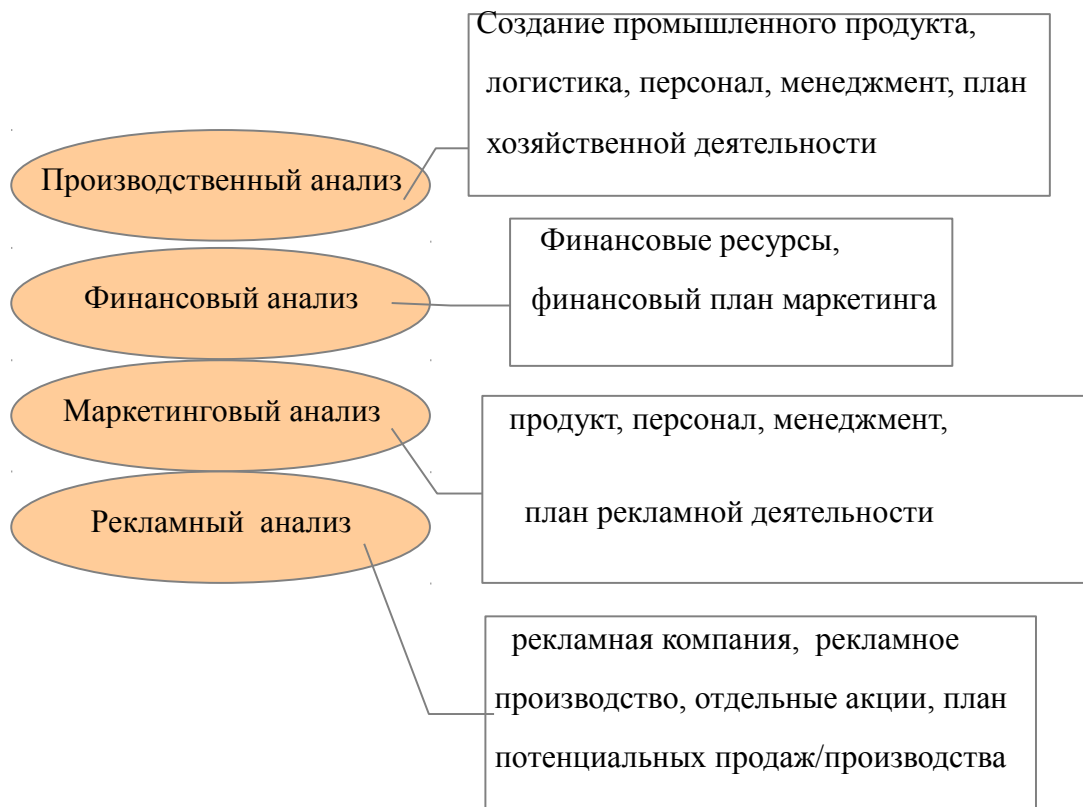 Создание промышленного продукта,
логистика, персонал, менеджмент, план
хозяйственной деятельности
Производственный анализ
Финансовые ресурсы,
финансовый план маркетинга
Финансовый анализ
Маркетинговый анализ
продукт, персонал, менеджмент,
план рекламной деятельности
Рекламный  анализ
рекламная компания,  рекламное
производство, отдельные акции, план
потенциальных продаж/производства